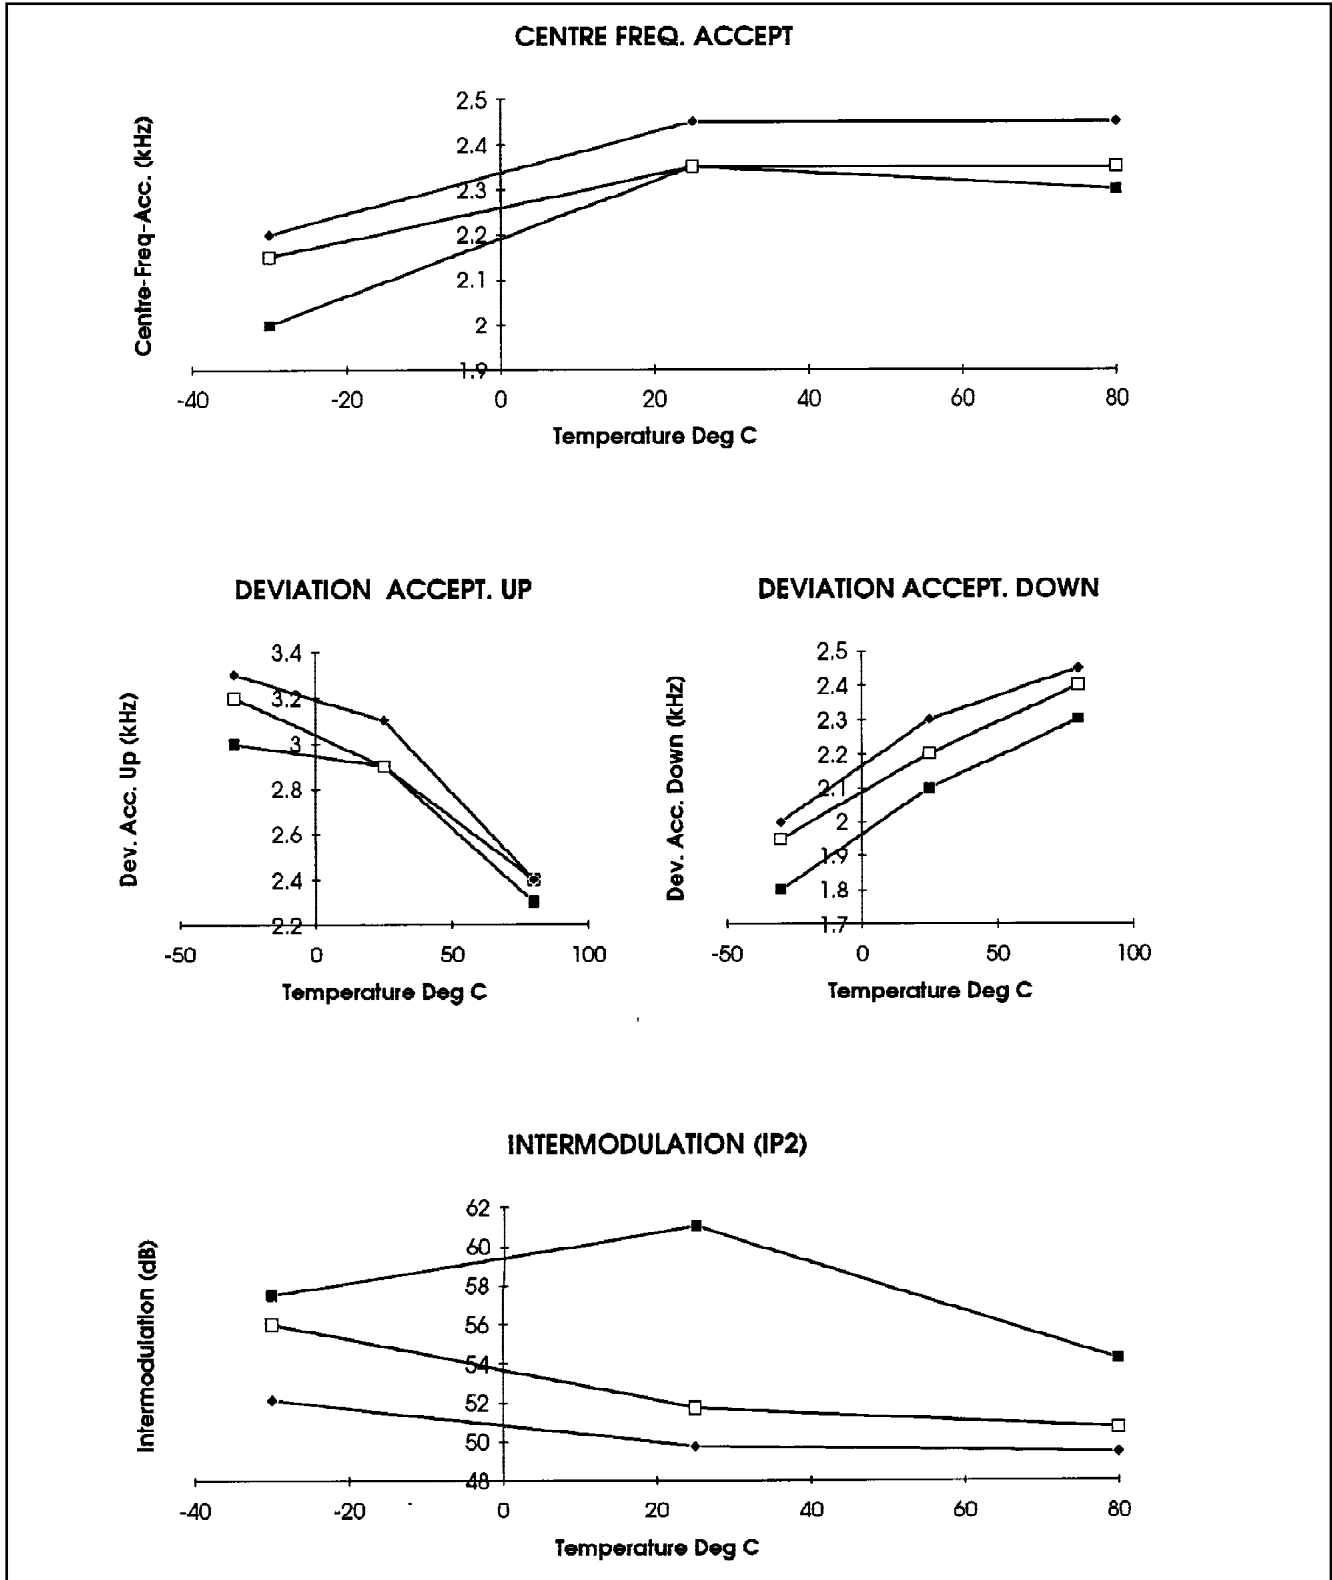 CENTRE FREQ. ACCEPT
Centre-Freq-Acc. (kHz)
2.5
2.4
2.3
2.2
2.1
2
1.9
-40 -20 0 20 40 60 80
Temperature Deg C
DEVIATION ACCEPT. UP
Dev. Acc. Up (kHz)
3.4
3.2
3
2.8
2.6
2.4
2.2
-50 0 50 100
Temperature Deg C
DEVIATION ACCEPT. DOWN
Dev. Acc. Down (kHz)
2.5
2.4
2.3
2.2
2.1
2
1.9
1.8
1.7
-50 0 50 100
Temperature Deg C
INTERMODULATION (IP2)
Intermodulation (dB)
62
60
58
56
54
52
50
48
-40 -20 0 20 40 60 80
Temperature Deg C